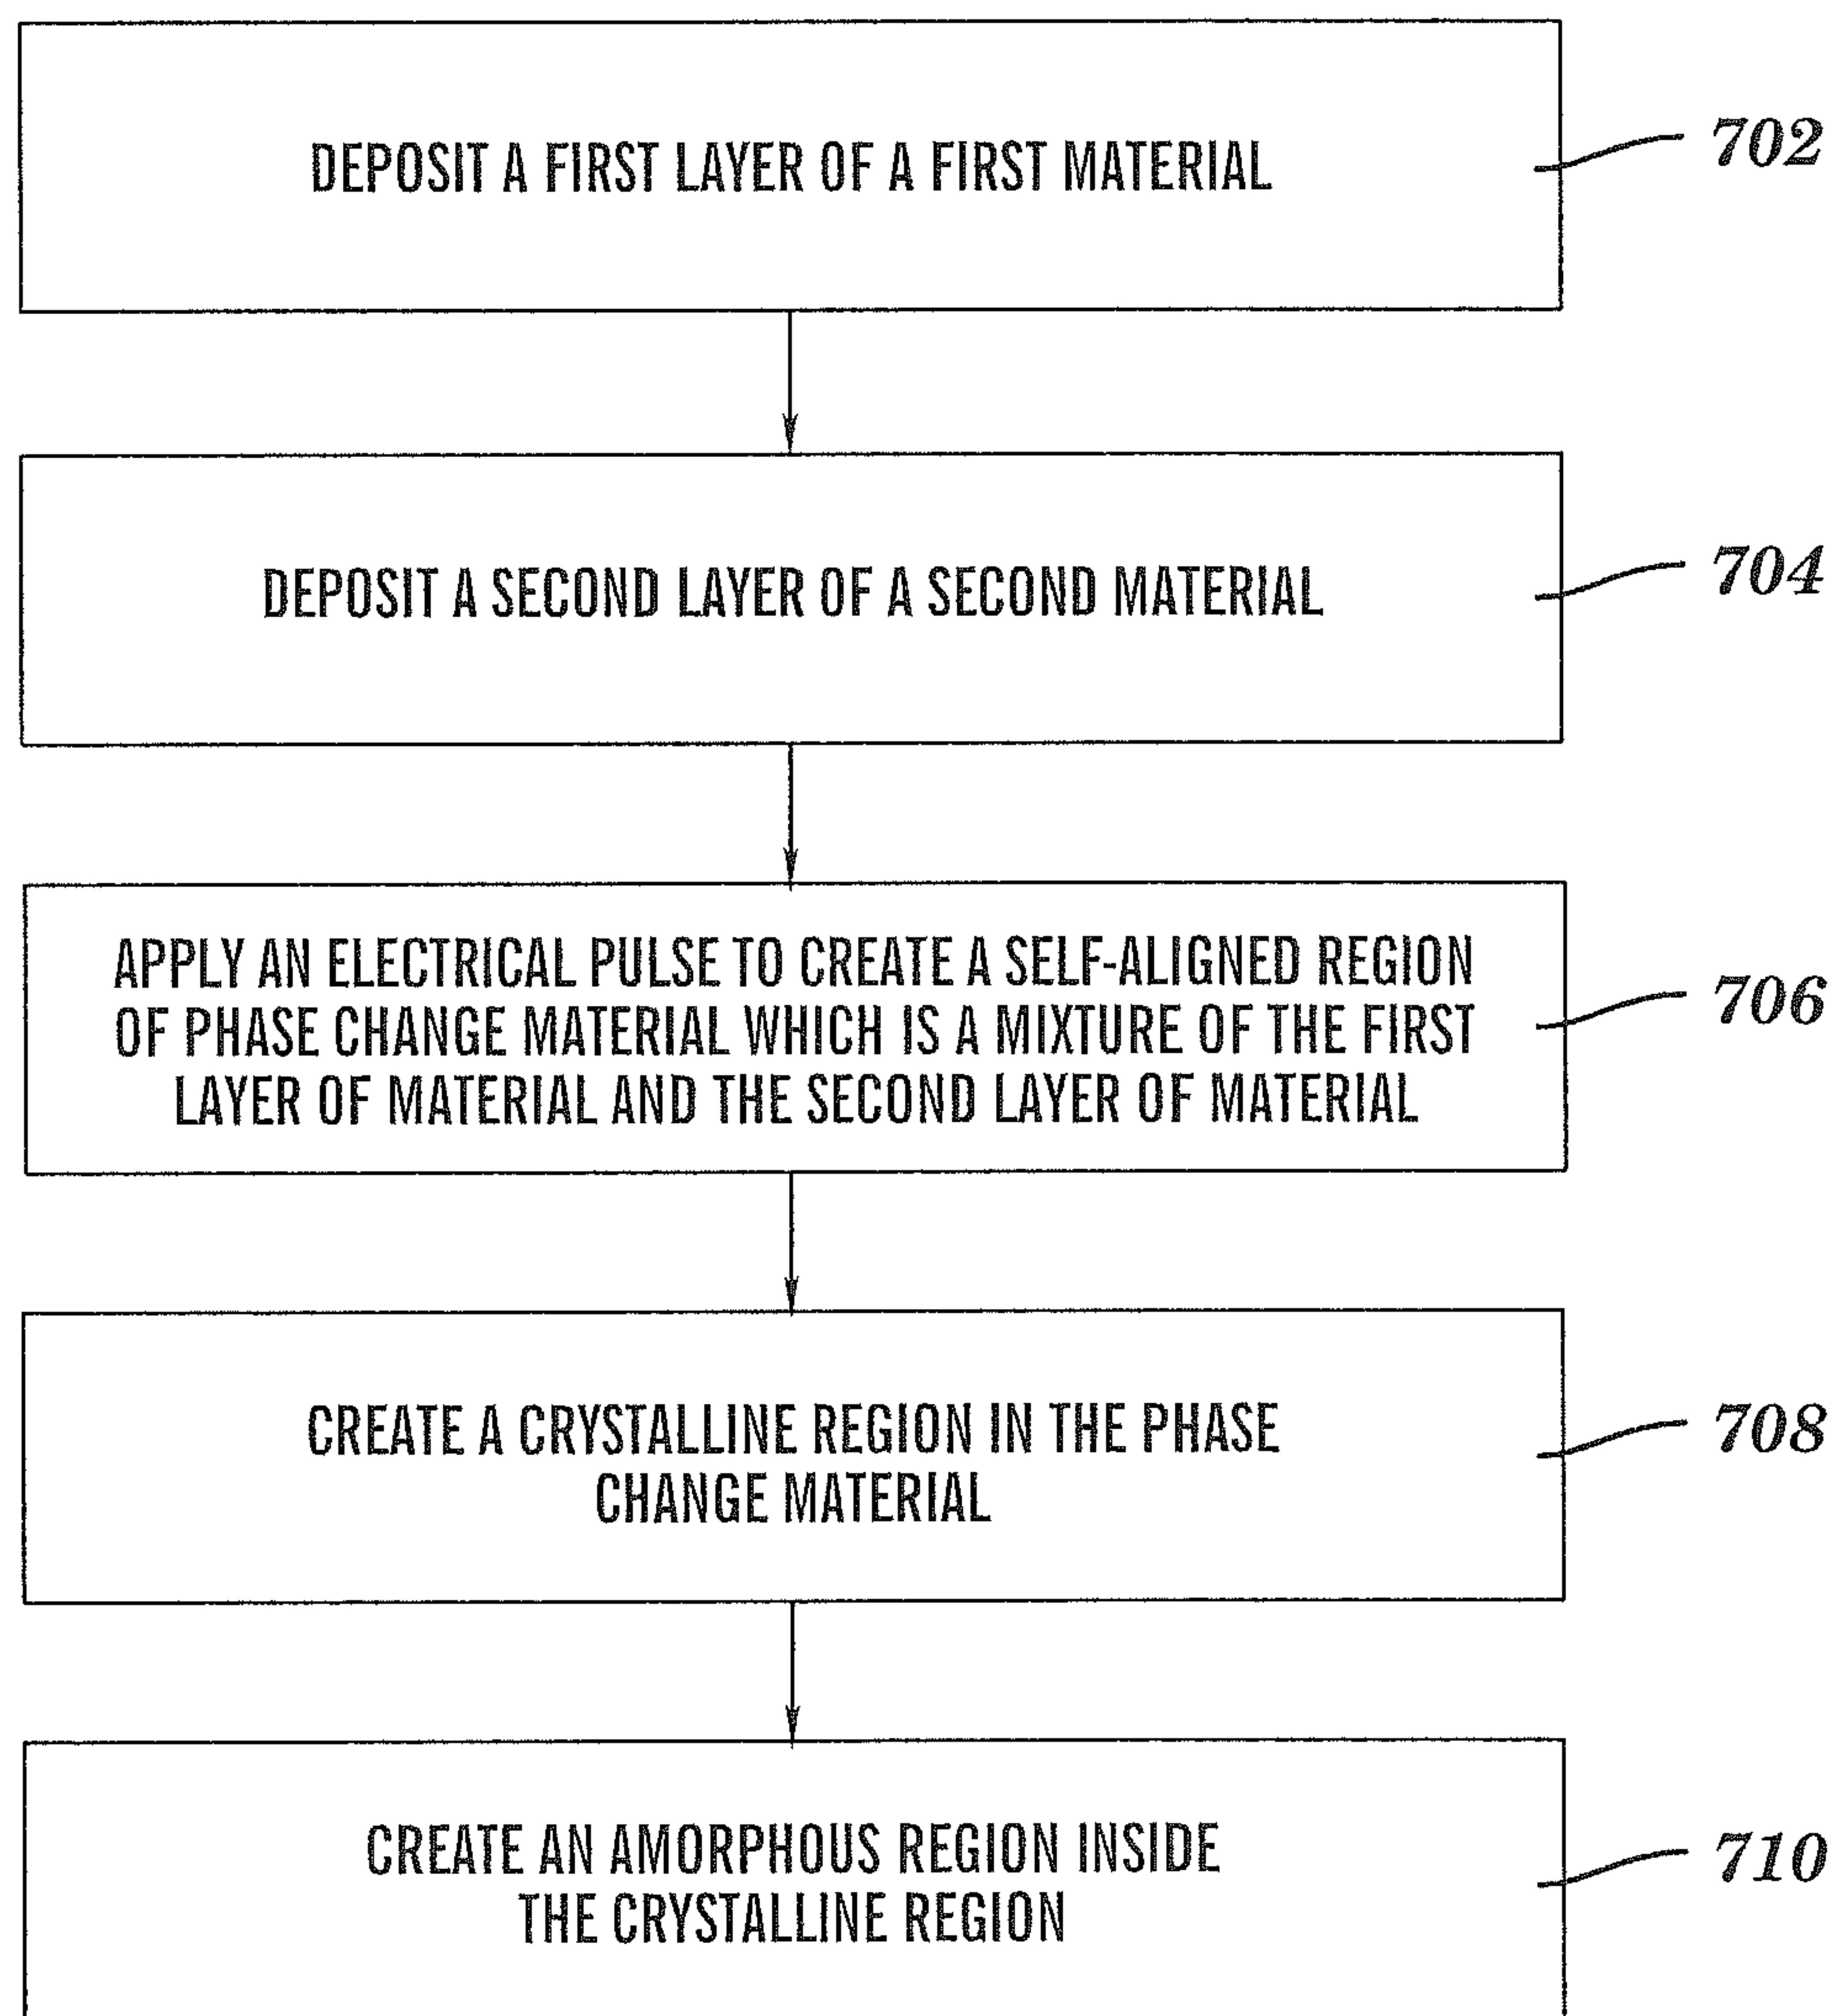 DEPOSIT A FIRST LAYER OF A FIRST MATERIAL
702
DEPOSIT A SECOND LAYER OF A SECOND MATERIAL
704
APPLY AN ELECTRICAL PULSE TO CREATE A SELF-ALIGNED REGION
OF PHASE CHANGE MATERIAL WHICH IS A MIXTURE OF THE FIRST
LAYER OF MATERIAL AND THE SECOND LAYER OF MATERIAL
706
CREATE A CRYSTALLINE REGION IN THE PHASE
CHANGE MATERIAL
708
CREATE AN AMORPHOUS REGION INSIDE
THE CRYSTALLINE REGION
710